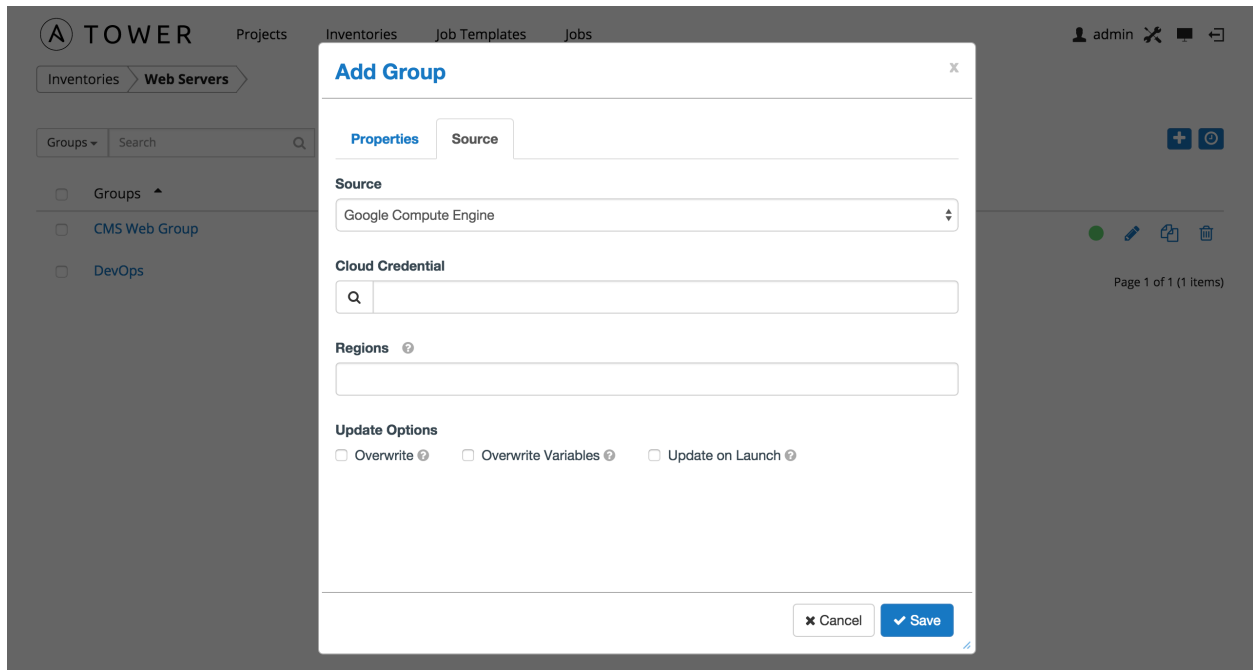 TOWER Projects Inventories Job Templates Jobs admin
Inventories Web Servers
Groups Search
Groups
CMS Web Group
DevOps
Page 1 of 1 (1 items)
Add Group x
Properties Source
Source
Google Compute Engine
Cloud Credential
Regions ?
Update Options
Overwrite ? Overwrite Variables ? Update on Launch ?
Cancel Save